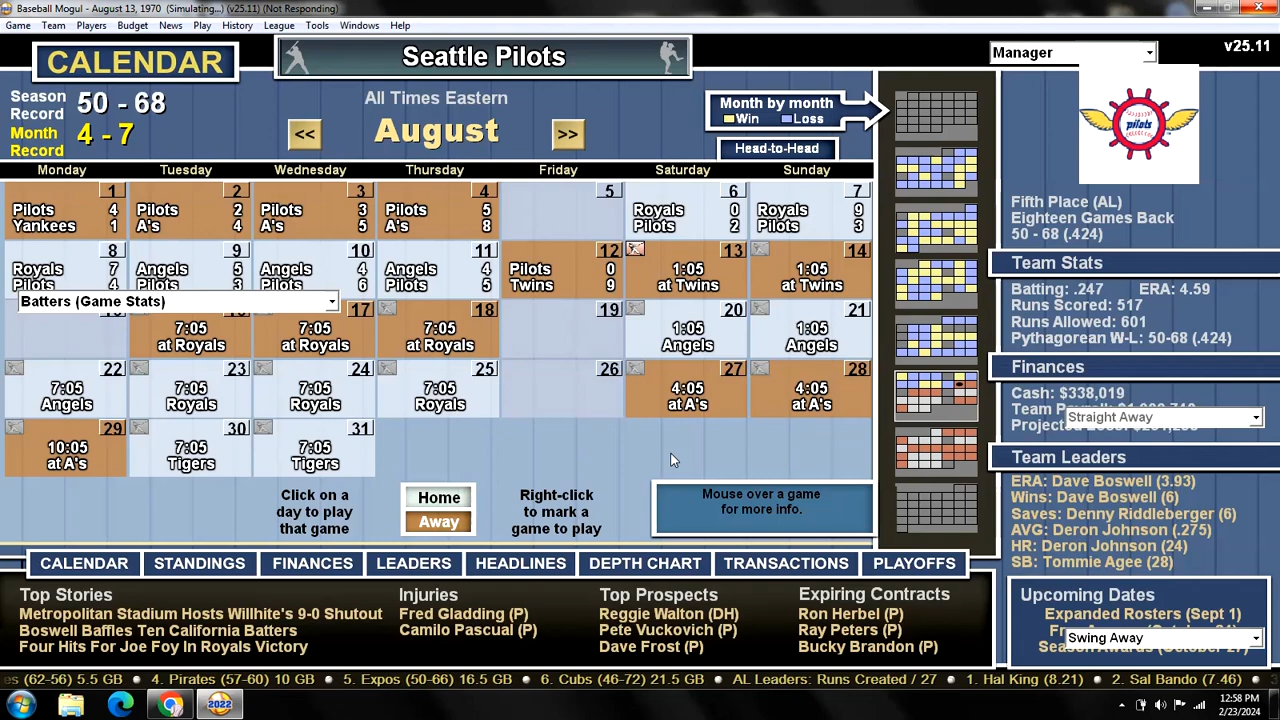 Baseball Mogul - August 13, 1970 (Simulating...) (v25.11) (Not Responding)
Game Team Players Budget News Play History League Tools Windows Help
CALENDAR
Seattle Pilots
Manager
v25.11
Season Record 50 - 68
Month Record 4 - 7
All Times Eastern
<< August >>
Month by month
Win Loss
Head-to-Head
pilots
Monday Tuesday Wednesday Thursday Friday Saturday Sunday
1 2 3 4 5 6 7
Pilots 4 Pilots 2 Pilots 3 Pilots 5 Royals 0 Royals 9
Yankees 1 A's 4 A's 5 A's 8 Pilots 2 Pilots 3
8 9 10 11 12 13 14
Royals 7 Angels 5 Angels 4 Angels 4 Pilots 0 1:05 1:05
Pilots 4 Pilots 3 Pilots 6 Pilots 5 Twins 9 at Twins at Twins
Batters (Game Stats)
17 18 19 20 21
7:05 7:05 7:05 1:05 1:05
at Royals at Royals at Royals Angels Angels
22 23 24 25 26 27 28
7:05 7:05 7:05 7:05 4:05 4:05
Angels Royals Royals Royals at A's at A's
29 30 31
10:05 7:05 7:05
at A's Tigers Tigers
Click on a day to play that game
Home
Away
Right-click to mark a game to play
Mouse over a game for more info.
Fifth Place (AL)
Eighteen Games Back
50 - 68 (.424)
Team Stats
Batting: .247 ERA: 4.59
Runs Scored: 517
Runs Allowed: 601
Pythagorean W-L: 50-68 (.424)
Finances
Cash: $338,019
Team
Straight Away
Team Leaders
ERA: Dave Boswell (3.93)
Wins: Dave Boswell (6)
Saves: Denny Riddleberger (6)
AVG: Deron Johnson (.275)
HR: Deron Johnson (24)
SB: Tommie Agee (28)
CALENDAR STANDINGS FINANCES LEADERS HEADLINES DEPTH CHART TRANSACTIONS PLAYOFFS
Top Stories
Metropolitan Stadium Hosts Willhite's 9-0 Shutout
Boswell Baffles Ten California Batters
Four Hits For Joe Foy In Royals Victory
Injuries
Fred Gladding (P)
Camilo Pascual (P)
Top Prospects
Reggie Walton (DH)
Pete Vuckovich (P)
Dave Frost (P)
Expiring Contracts
Ron Herbel (P)
Ray Peters (P)
Bucky Brandon (P)
Upcoming Dates
Expanded Rosters (Sept 1)
Swing Away
es (62-56) 5.5 GB • 4. Pirates (57-60) 10 GB • 5. Expos (50-66) 16.5 GB • 6. Cubs (46-72) 21.5 GB • AL Leaders: Runs Created / 27 • 1. Hal King (8.21) • 2. Sal Bando (7.46) •
2022
12:58 PM
2/23/2024